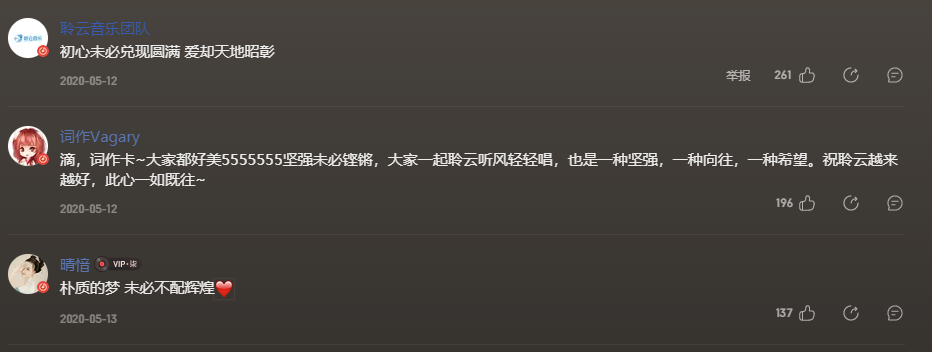 聆云音乐团队
初心未必兑现圆满 爱却天地昭彰
2020-05-12
举报 261
词作Vagary
滴，词作卡~大家都好美5555555坚强未必铿锵，大家一起聆云听风轻轻唱，也是一种坚强，一种向往，一种希望。祝聆云越来
越好，此心一如既往~
2020-05-12
196
晴愔 VIP·柒
朴质的梦 未必不配辉煌❤️
2020-05-13
137